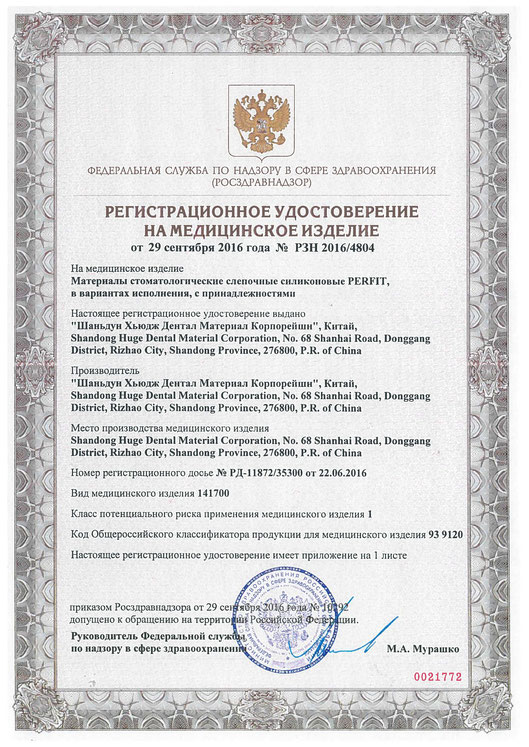 ФЕДЕРАЛЬНАЯ СЛУЖБА ПО НАДЗОРУ В СФЕРЕ ЗДРАВООХРАНЕНИЯ
(РОСЗДРАВНАДЗОР)
РЕГИСТРАЦИОННОЕ УДОСТОВЕРЕНИЕ
НА МЕДИЦИНСКОЕ ИЗДЕЛИЕ
от 29 сентября 2016 года № РЗН 2016/4804
На медицинское изделие
Материалы стоматологические слепочные силиконовые PERFIT,
в вариантах исполнения, с принадлежностями
Настоящее регистрационное удостоверение выдано
"Шаньдун Хьюдж Дентал Материал Корпорейшн", Китай,
Shandong Huge Dental Material Corporation, No. 68 Shanhai Road, Donggang
District, Rizhao City, Shandong Province, 276800, P.R. of China
Производитель
"Шаньдун Хьюдж Дентал Материал Корпорейшн", Китай,
Shandong Huge Dental Material Corporation, No. 68 Shanhai Road, Donggang
District, Rizhao City, Shandong Province, 276800, P.R. of China
Место производства медицинского изделия
Shandong Huge Dental Material Corporation, No. 68 Shanhai Road, Donggang
District, Rizhao City, Shandong Province, 276800, P.R. of China
Номер регистрационного досье № РД-11872/35300 от 22.06.2016
Вид медицинского изделия 141700
Класс потенциального риска применения медицинского изделия 1
Код Общероссийского классификатора продукции для медицинского изделия 93 9120
Настоящее регистрационное удостоверение имеет приложение на 1 листе
приказом Росздравнадзора от 29 сентября 2016 года № 10292
допущено к обращению на территории Российской Федерации.
Руководитель Федеральной службы
по надзору в сфере здравоохранения
М.А. Мурашко
0021772